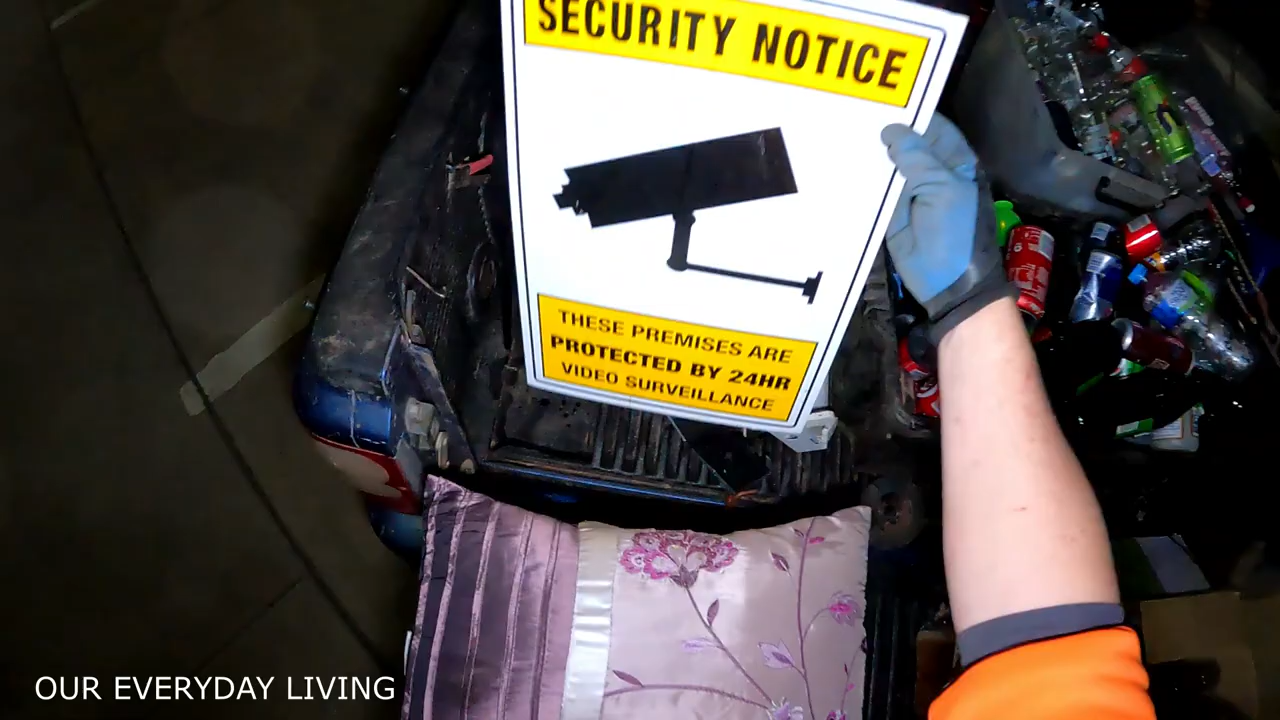 SECURITY NOTICE
THESE PREMISES ARE
PROTECTED BY 24HR
VIDEO SURVEILLANCE
OUR EVERYDAY LIVING